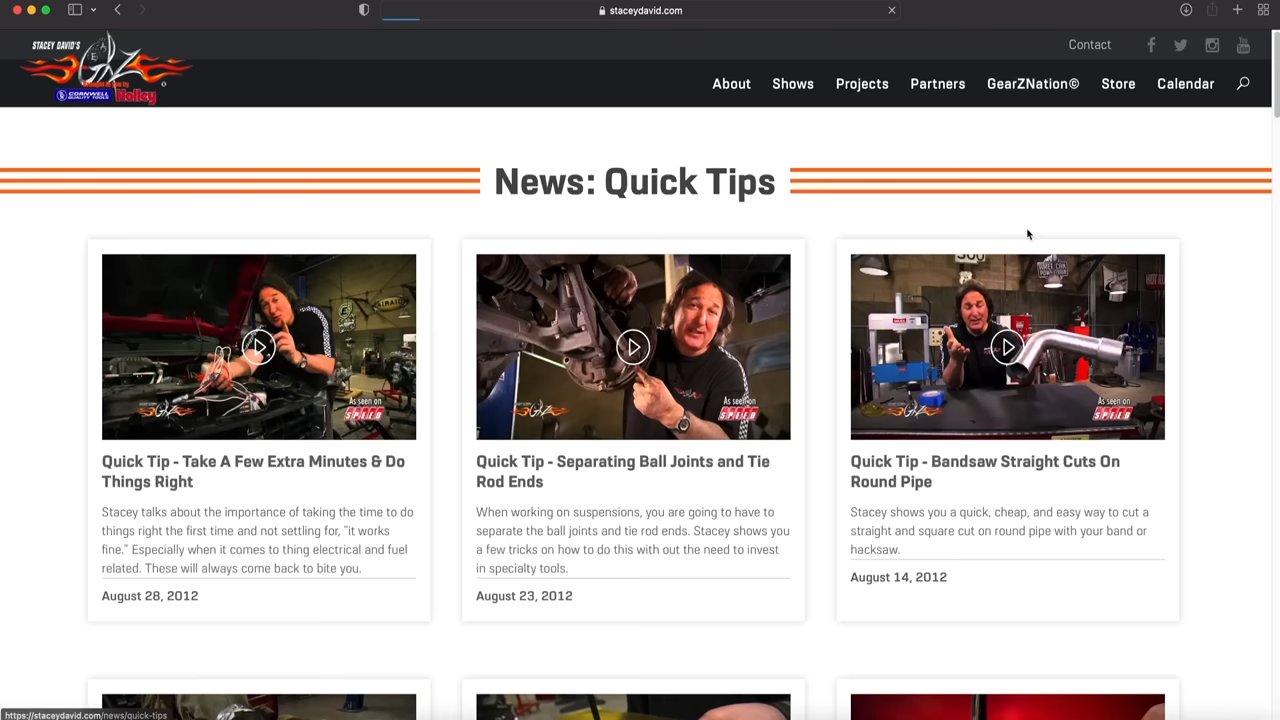 staceydavid.com
STACEY DAVID'S
GZ
CORNWELL
QUALITY TOOLS
Holley
Contact
About Shows Projects Partners GearZNation© Store Calendar
News: Quick Tips
As seen on
SPEED
As seen on
SPEED
As seen on
SPEED
Quick Tip - Take A Few Extra Minutes & Do
Things Right
Stacey talks about the importance of taking the time to do
things right the first time and not settling for, "it works
fine." Especially when it comes to thing electrical and fuel
related. These will always come back to bite you.
August 28, 2012
Quick Tip - Separating Ball Joints and Tie
Rod Ends
When working on suspensions, you are going to have to
separate the ball joints and tie rod ends. Stacey shows you
a few tricks on how to do this with out the need to invest
in specialty tools.
August 23, 2012
Quick Tip - Bandsaw Straight Cuts On
Round Pipe
Stacey shows you a quick, cheap, and easy way to cut a
straight and square cut on round pipe with your band or
hacksaw.
August 14, 2012
https://staceydavid.com/news/quick-tips